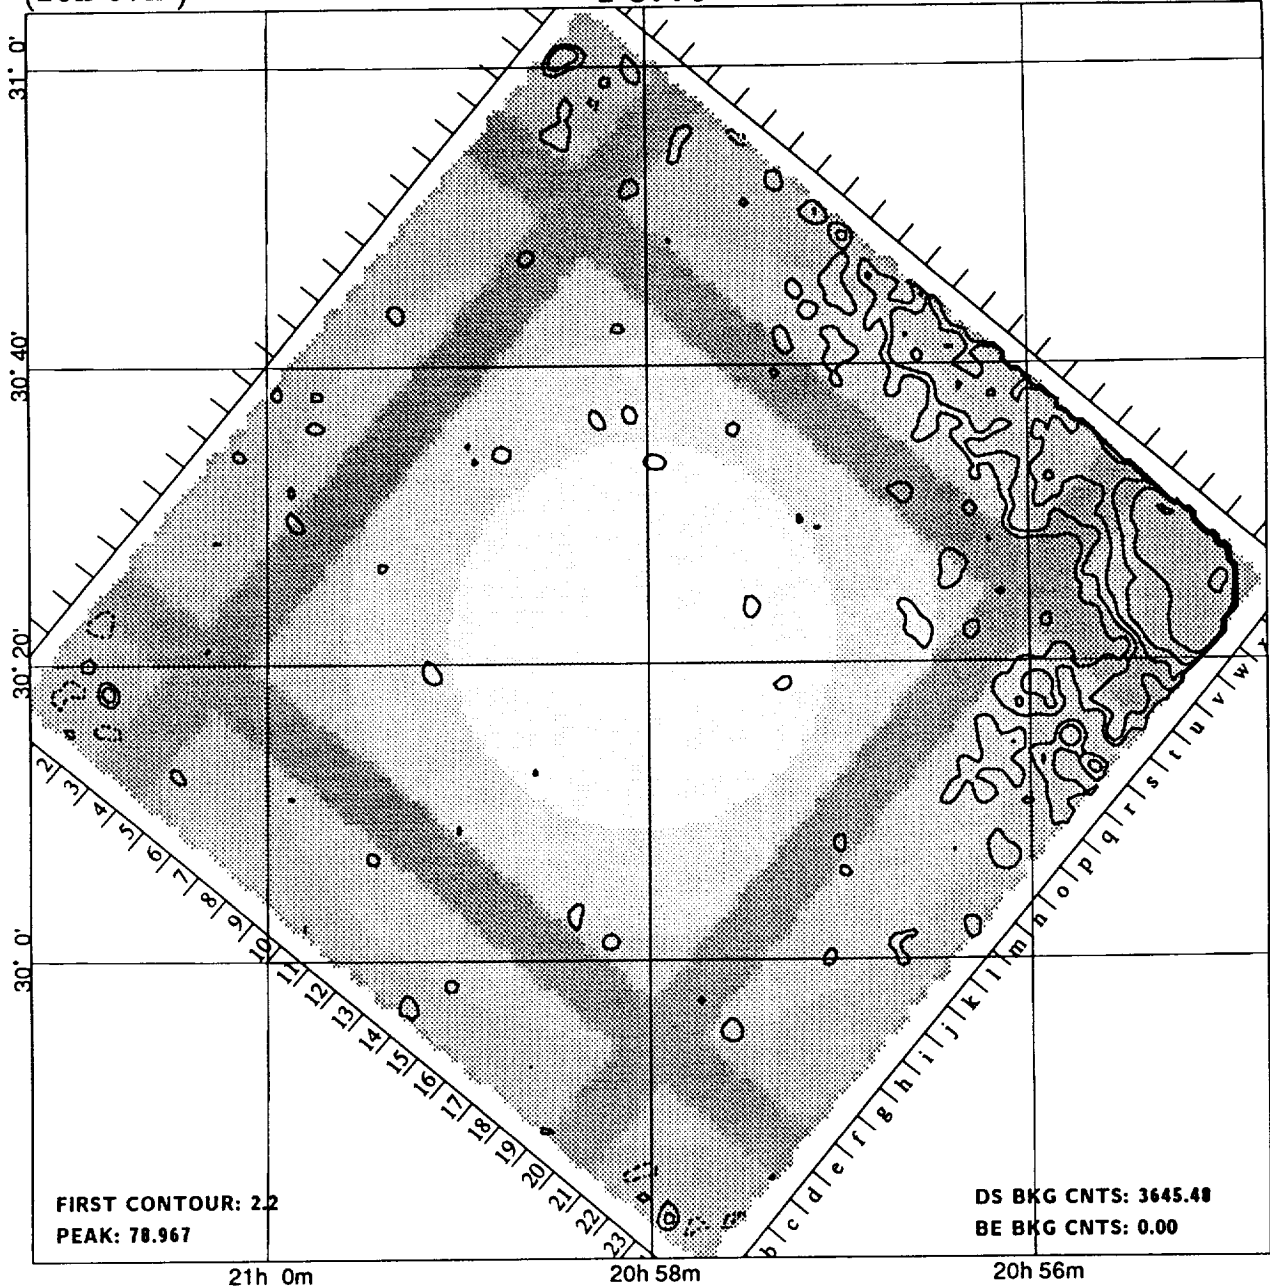 31° 0'
30° 40'
30° 20'
30° 0'
2 3 4 5 6 7 8 9 10 11 12 13 14 15 16 17 18 19 20 21 22 23
b c d e f g h i j k l m n o p q r s t u v w
FIRST CONTOUR: 2.2
PEAK: 78.967
DS BKG CNTS: 3645.48
BE BKG CNTS: 0.00
21h 0m
20h 58m
20h 56m